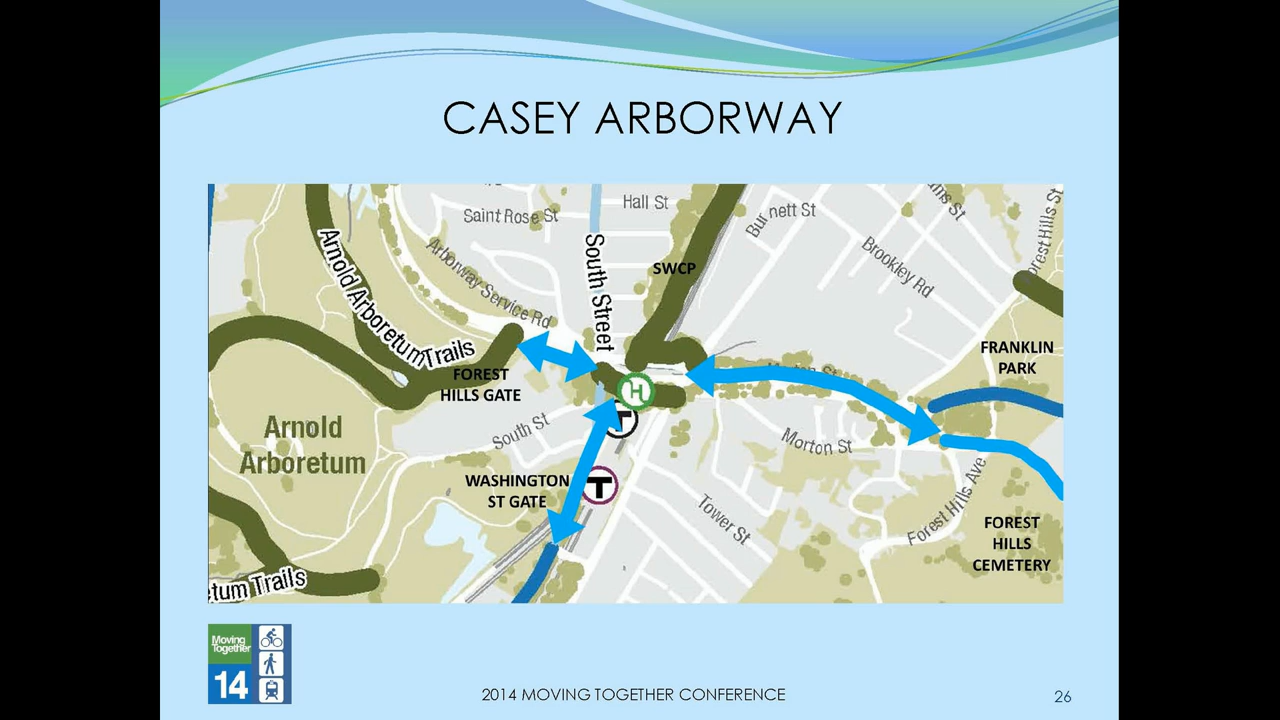 CASEY ARBORWAY
Saint Rose St
Hall St
Burnett St
Brookley Rd
Arnold Arboretum Trails
Arborway Service Rd
South Street
SWCP
FOREST
HILLS GATE
FRANKLIN
PARK
Arnold
Arboretum
South St
H
T
Morton St
WASHINGTON
ST GATE
T
Tower St
Forest Hills Ave
FOREST
HILLS
CEMETERY
etum Trails
Moving
Together
14
2014 MOVING TOGETHER CONFERENCE
26